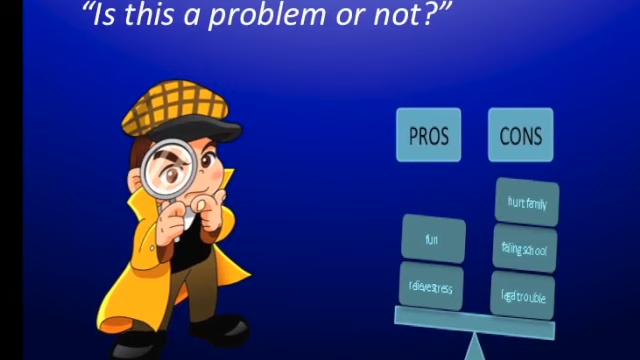 “Is this a problem or not?”
PROS
CONS
hurt family
fun
failing school
relieve stress
legal trouble